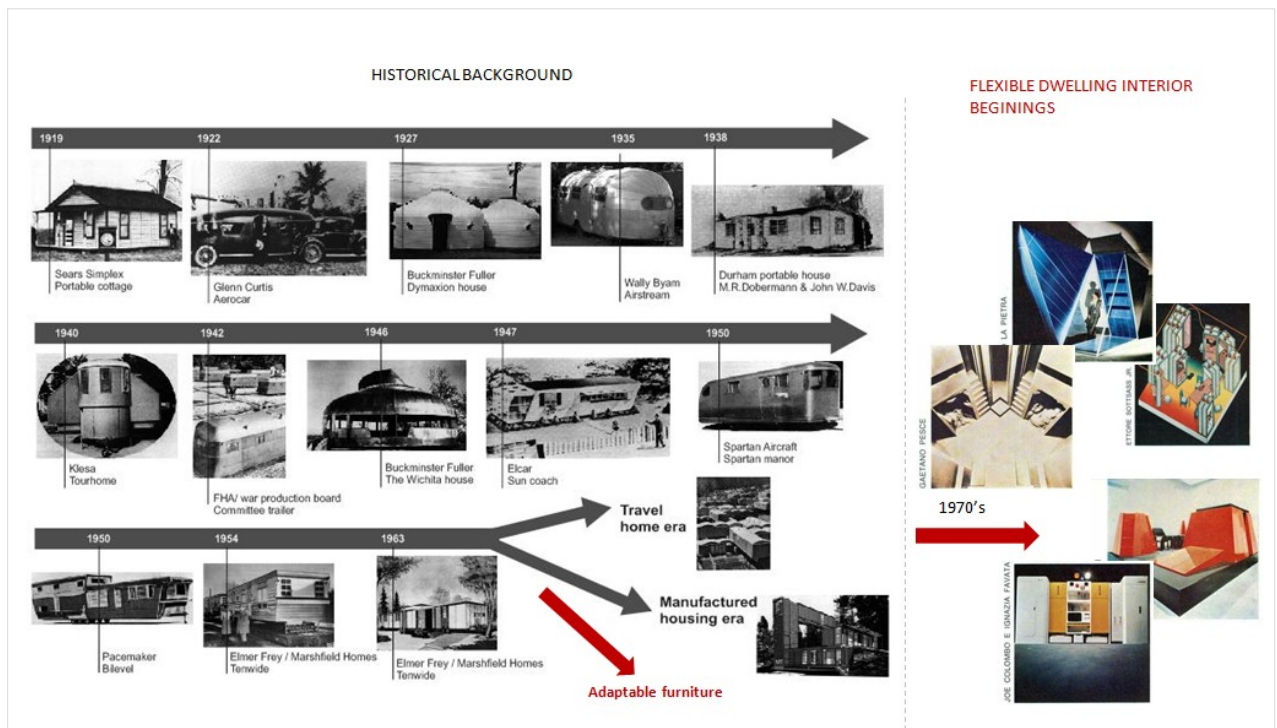 HISTORICAL BACKGROUND
FLEXIBLE DWELLING INTERIOR
BEGININGS
1919
1922
1927
1935
1938
Sears Simplex
Portable cottage
Glenn Curtis
Aerocar
Buckminster Fuller
Dymaxion house
Wally Byam
Airstream
Durham portable house
M.R.Dobermann & John W.Davis
1940
1942
1946
1947
1950
Klesa
Tourhome
FHA/ war production board
Committee trailer
Buckminster Fuller
The Wichita house
Elcar
Sun coach
Spartan Aircraft
Spartan manor
1950
1954
1963
Travel
home era
Manufactured
housing era
Pacemaker
Bilevel
Elmer Frey / Marshfield Homes
Tenwide
Elmer Frey / Marshfield Homes
Tenwide
Adaptable furniture
LA PIETRA
ETTORE SOTTSASS JR.
GAETANO PESCE
1970's
JOE COLOMBO E IGNAZIA FAVATA